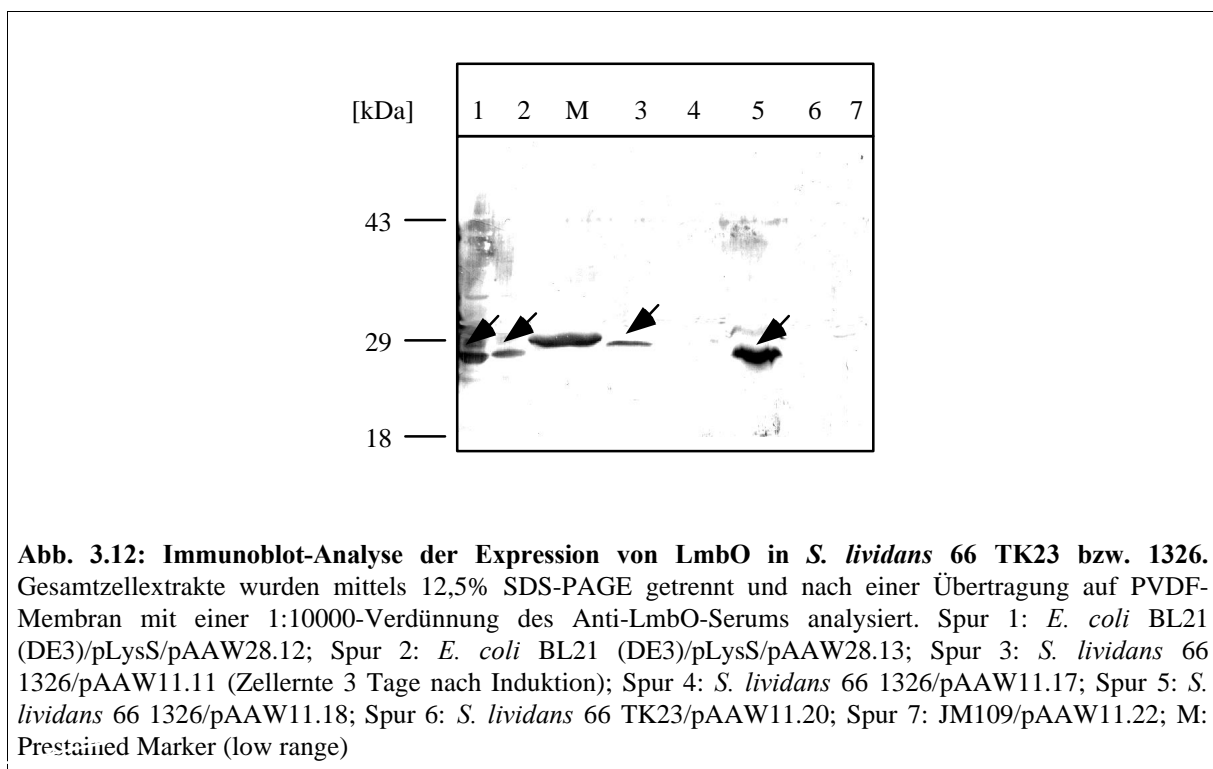 [kDa] 1 2 M 3 4 5 6 7
43
29
18
Abb. 3.12: Immunoblot-Analyse der Expression von LmbO in S. lividans 66 TK23 bzw. 1326.
Gesamtzellextrakte wurden mittels 12,5% SDS-PAGE getrennt und nach einer Übertragung auf PVDF-
Membran mit einer 1:10000-Verdünnung des Anti-LmbO-Serums analysiert. Spur 1: E. coli BL21
(DE3)/pLysS/pAAW28.12; Spur 2: E. coli BL21 (DE3)/pLysS/pAAW28.13; Spur 3: S. lividans 66
1326/pAAW11.11 (Zellernte 3 Tage nach Induktion); Spur 4: S. lividans 66 1326/pAAW11.17; Spur 5: S.
lividans 66 1326/pAAW11.18; Spur 6: S. lividans 66 TK23/pAAW11.20; Spur 7: JM109/pAAW11.22; M:
Prestained Marker (low range)